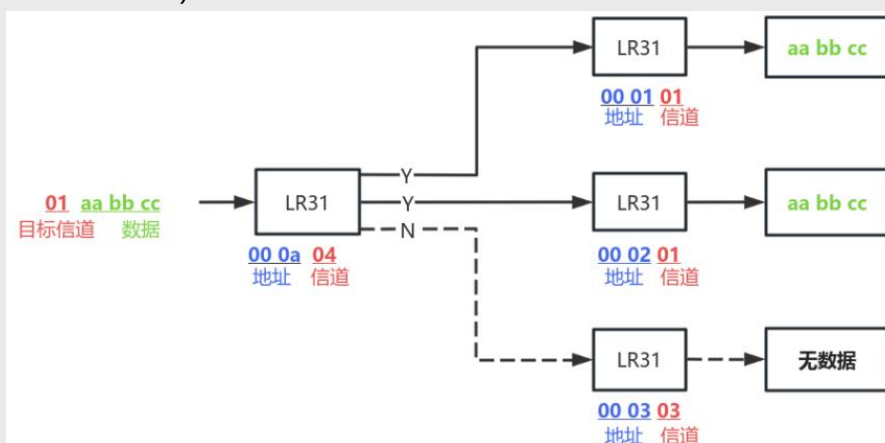 LR31
aa bb cc
00 01 01
地址 信道
Y
01 aa bb cc
目标信道 数据
LR31
Y
LR31
aa bb cc
N
00 0a 04
地址 信道
00 02 01
地址 信道
LR31
无数据
00 03 03
地址 信道